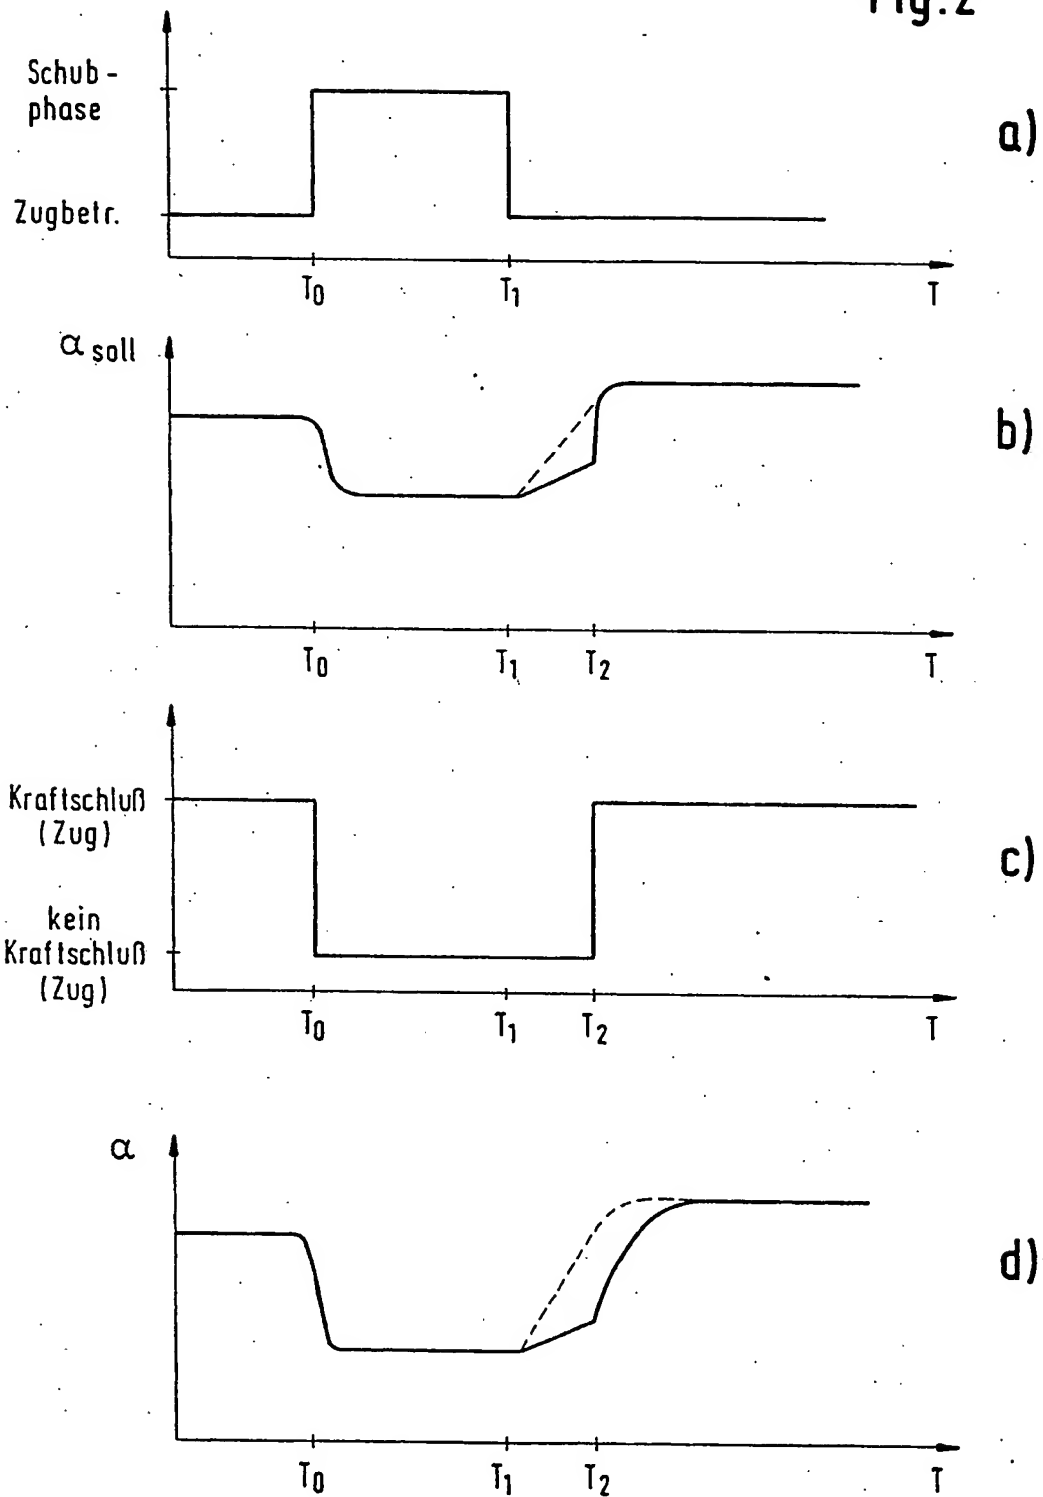 Fig.2
Schub-
phase
a)
Zugbetr.
T0 T1 T
α soll
b)
T0 T1 T2 T
Kraftschluß
(Zug)
c)
kein
Kraftschluß
(Zug)
T0 T1 T2 T
α
d)
T0 T1 T2 T